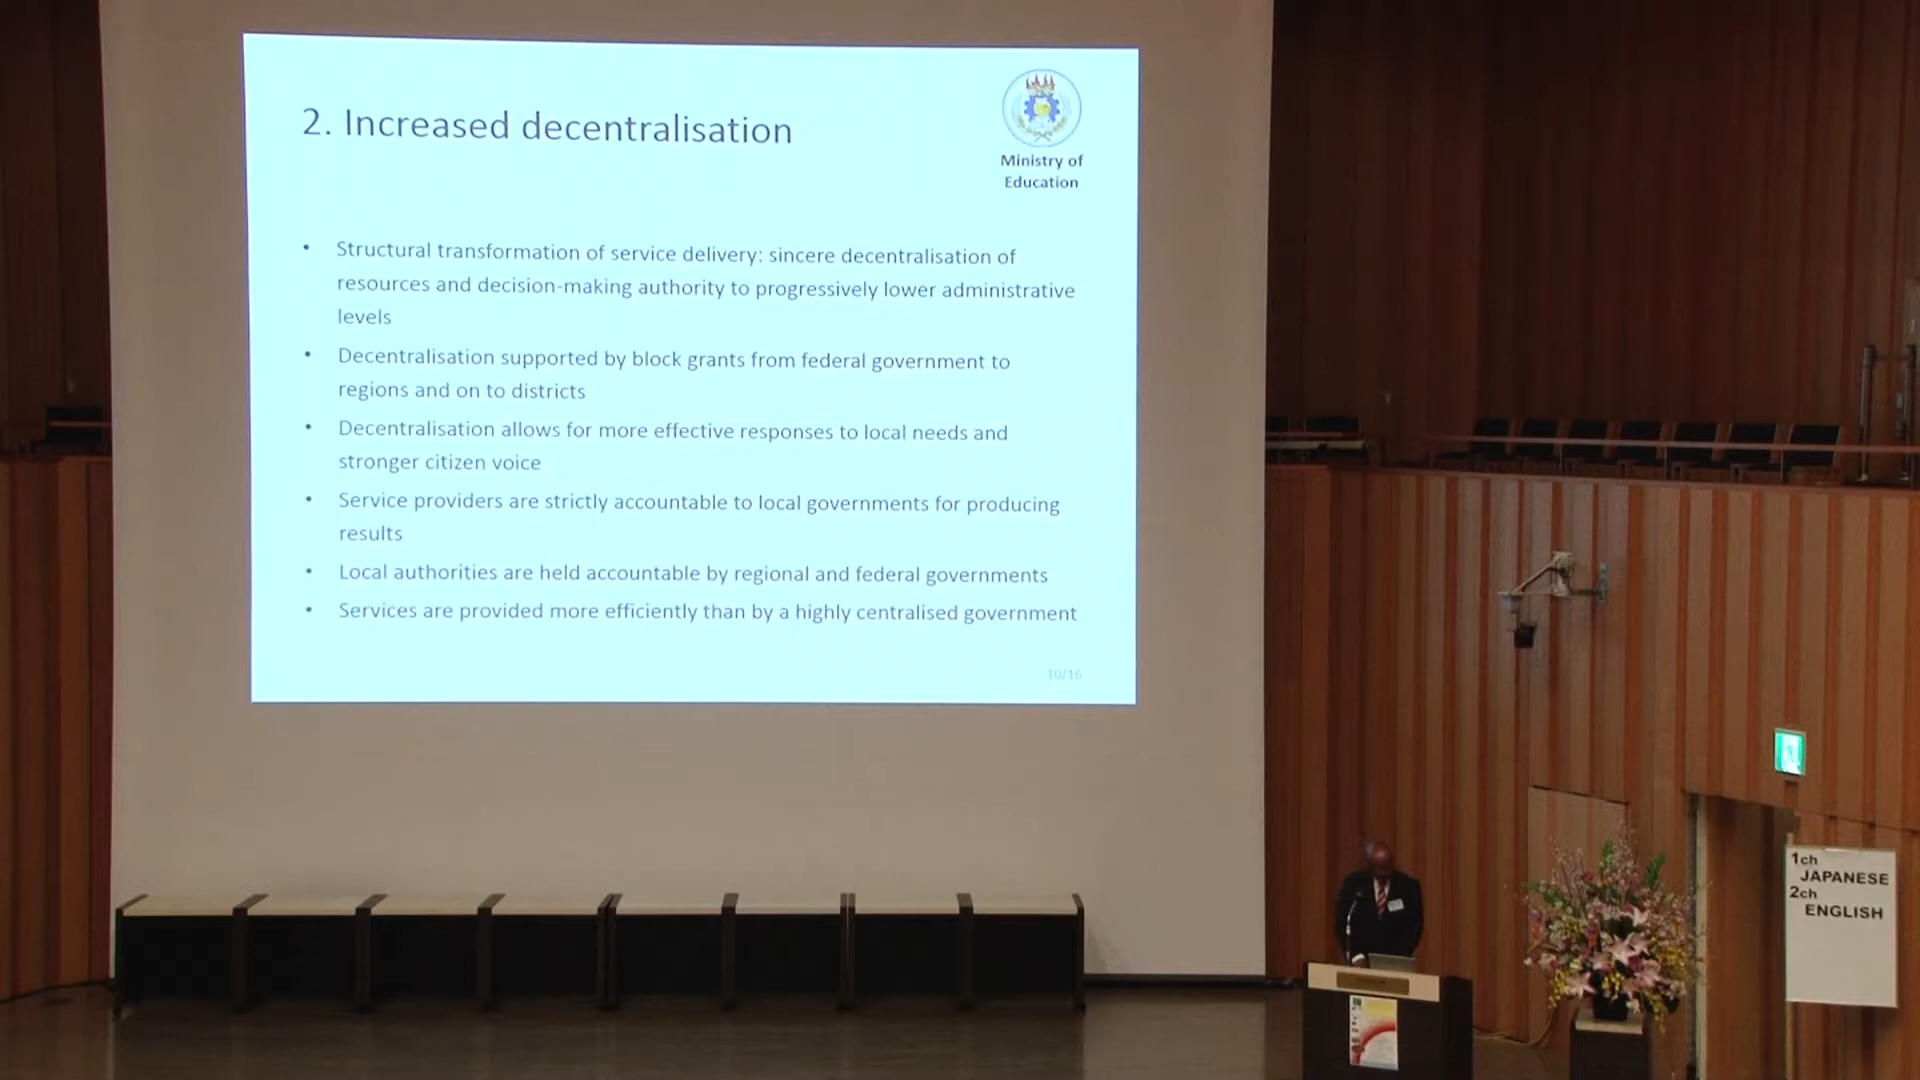 2. Increased decentralisation
Ministry of
Education
• Structural transformation of service delivery: sincere decentralisation of
resources and decision-making authority to progressively lower administrative
levels
• Decentralisation supported by block grants from federal government to
regions and on to districts
• Decentralisation allows for more effective responses to local needs and
stronger citizen voice
• Service providers are strictly accountable to local governments for producing
results
• Local authorities are held accountable by regional and federal governments
• Services are provided more efficiently than by a highly centralised government
10/16
1ch
JAPANESE
2ch
ENGLISH